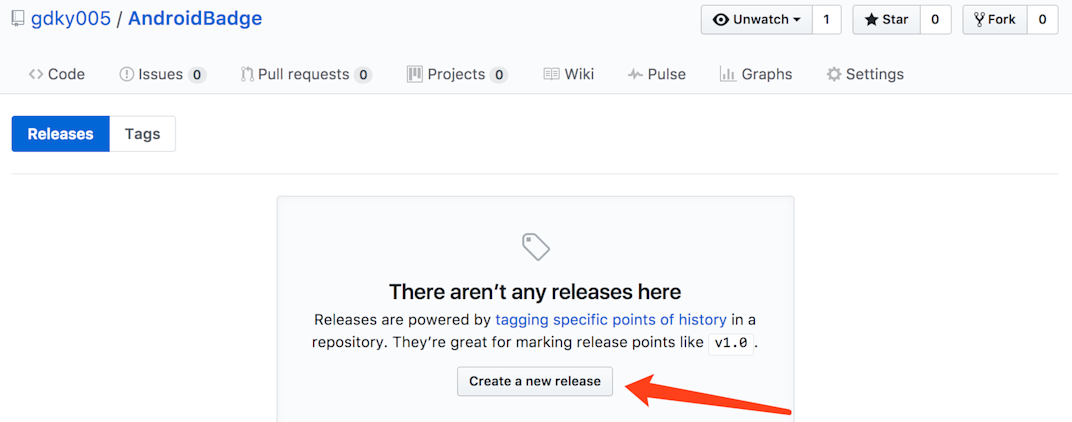 gdky005 / AndroidBadge
Unwatch 1 Star 0 Fork 0
Code Issues 0 Pull requests 0 Projects 0 Wiki Pulse Graphs Settings
Releases Tags
There aren’t any releases here
Releases are powered by tagging specific points of history in a
repository. They’re great for marking release points like v1.0.
Create a new release